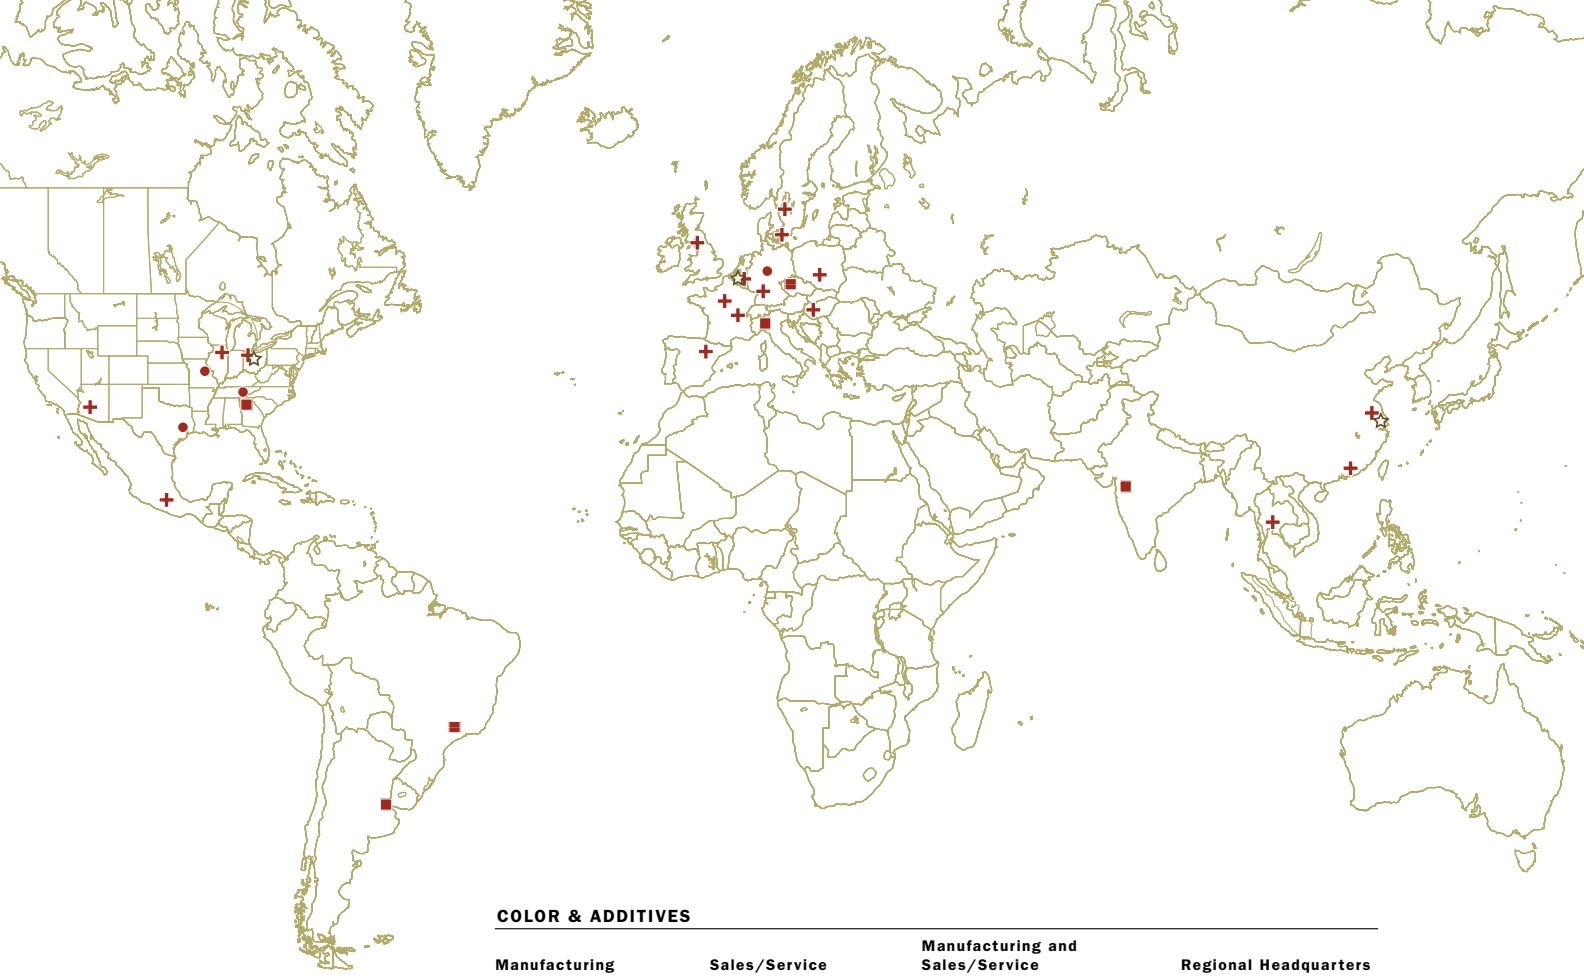 COLOR & ADDITIVES
Manufacturing
Sales/Service
Manufacturing and
Sales/Service
Regional Headquarters